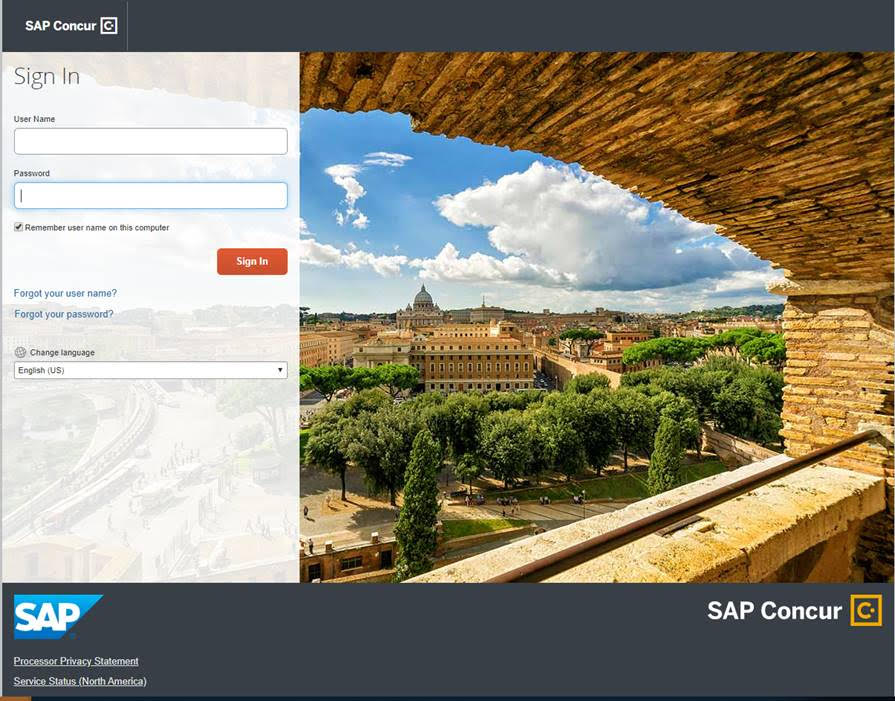 SAP Concur
Sign In
User Name
Password
Remember user name on this computer
Sign In
Forgot your user name?
Forgot your password?
Change language
English (US)
SAP
SAP Concur
Processor Privacy Statement
Service Status (North America)